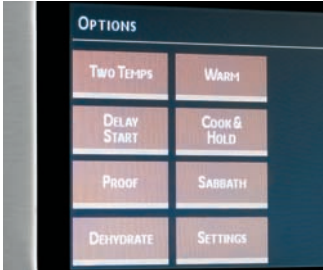 OPTIONS
TWO TEMPS
WARM
DELAY
START
COOK &
HOLD
PROOF
SABBATH
DEHYDRATE
SETTINGS